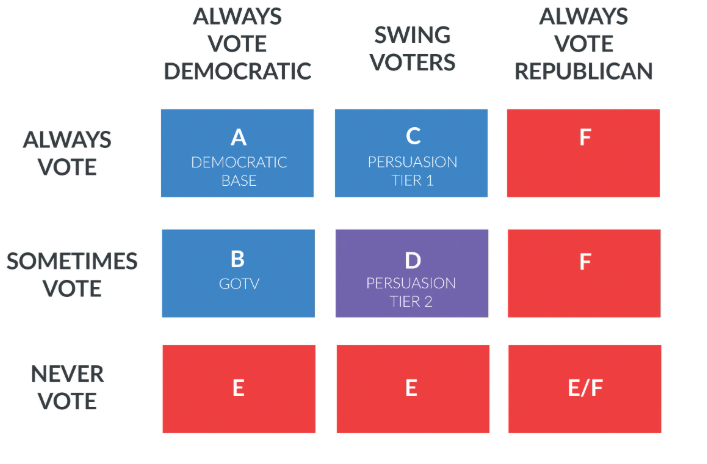 ALWAYS
VOTE
DEMOCRATIC
SWING
VOTERS
ALWAYS
VOTE
REPUBLICAN
ALWAYS
VOTE
A
DEMOCRATIC
BASE
C
PERSUASION
TIER 1
F
SOMETIMES
VOTE
B
GOTV
D
PERSUASION
TIER 2
F
NEVER
VOTE
E
E
E/F